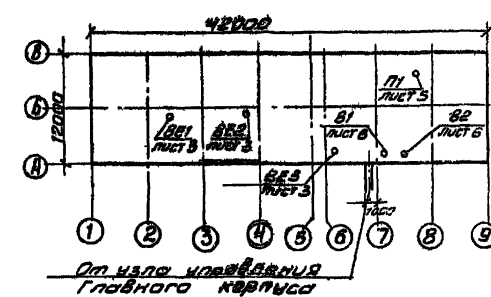 42000
В
Б
А
12000
П1
лист 5
ВЕ1
лист 3
ВЕ2
лист 3
В1
лист 6
В2
лист 6
ВЕ3
лист 3
1000
1
2
3
4
5
6
7
8
9
От узла управления
Главного корпуса